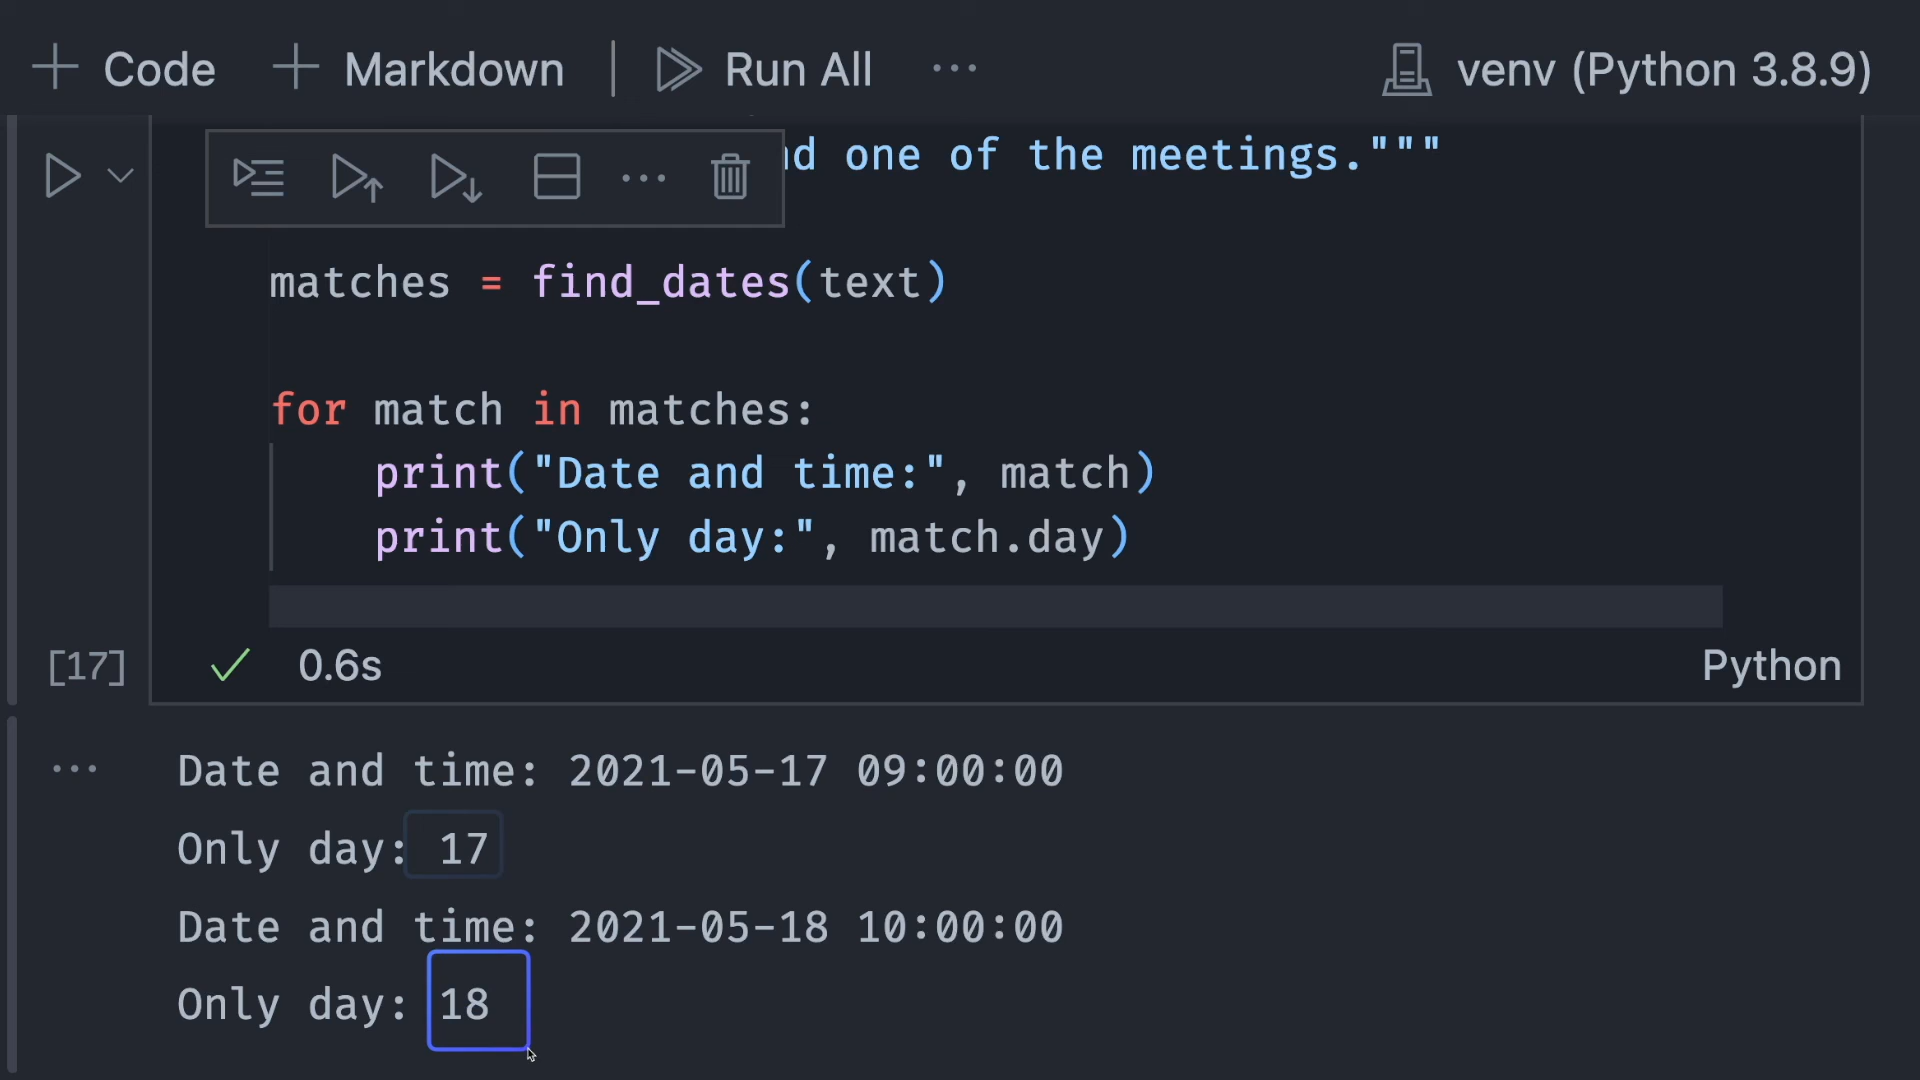 Code Markdown Run All ··· venv (Python 3.8.9)
one of the meetings."""
matches = find_dates(text)
for match in matches:
print("Date and time:", match)
print("Only day:", match.day)
[17] 0.6s Python
Date and time: 2021-05-17 09:00:00
Only day: 17
Date and time: 2021-05-18 10:00:00
Only day: 18